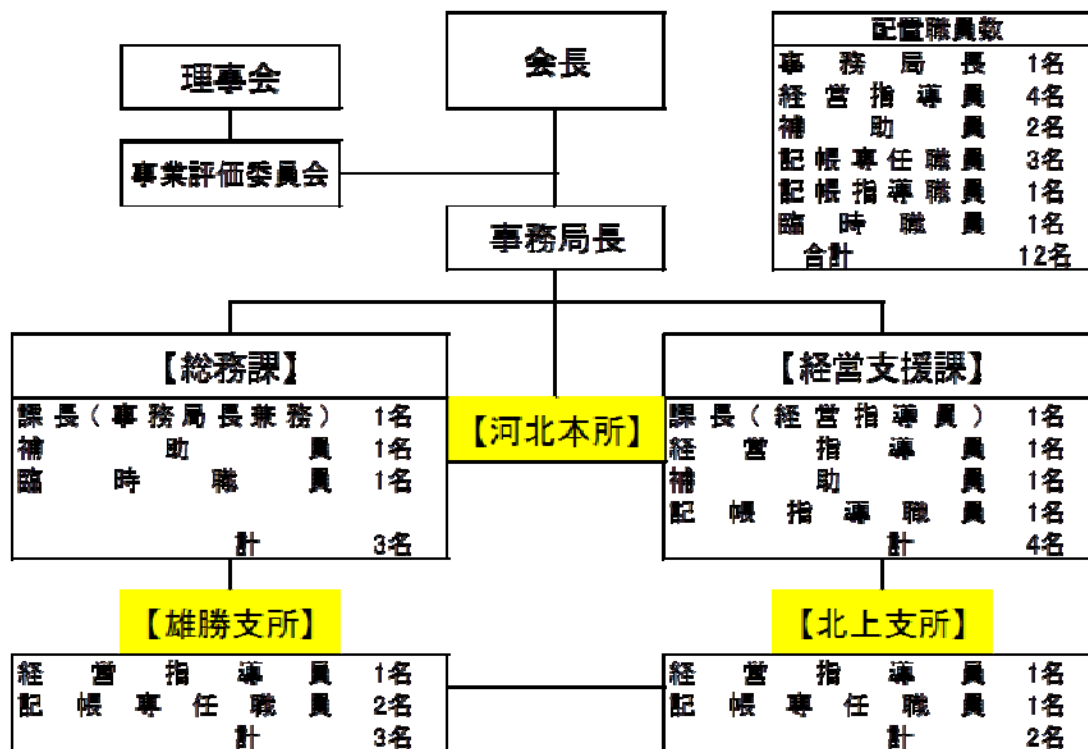 理事会
会長
事業評価委員会
事務局長
配置職員数
事務局長 1名
経営指導員 4名
補助員 2名
記帳専任職員 3名
記帳指導職員 1名
臨時職員 1名
合計 12名
【総務課】
課長(事務局長兼務) 1名
補助員 1名
臨時職員 1名
計 3名
【河北本所】
【経営支援課】
課長(経営指導員) 1名
経営指導員 1名
補助員 1名
記帳指導職員 1名
計 4名
【雄勝支所】
経営指導員 1名
記帳専任職員 2名
計 3名
【北上支所】
経営指導員 1名
記帳専任職員 1名
計 2名